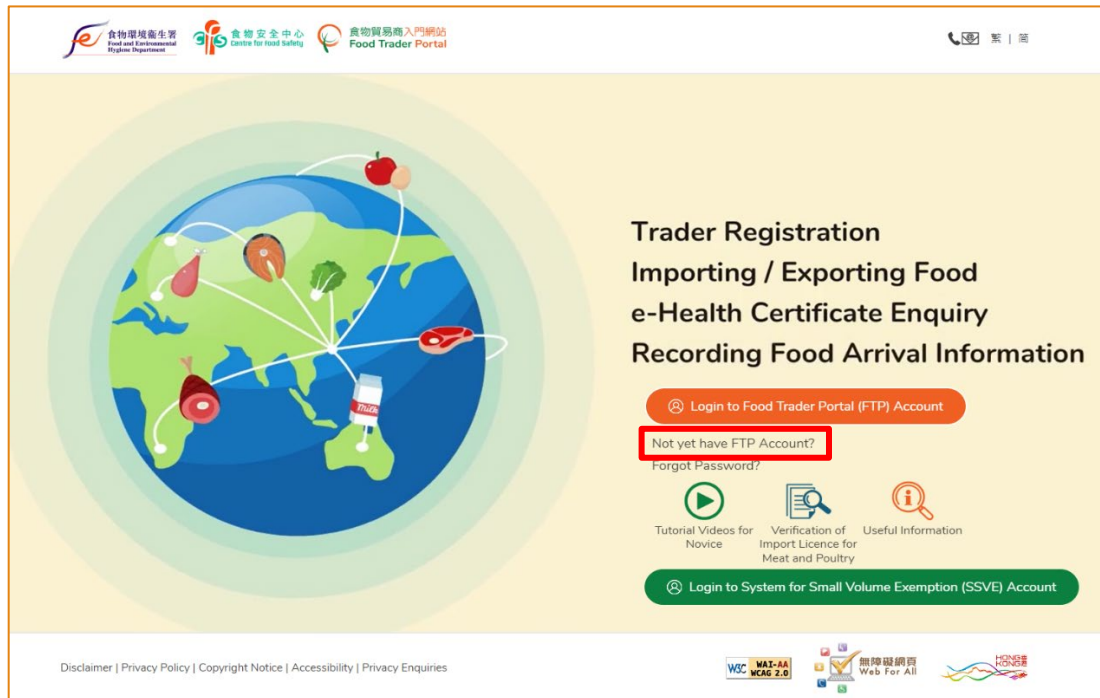 食物環境衞生署
Food and Environmental
Hygiene Department
食物安全中心
Centre for Food Safety
食物貿易商入門網站
Food Trader Portal
繁 | 简
Milk
Trader Registration
Importing / Exporting Food
e-Health Certificate Enquiry
Recording Food Arrival Information
Login to Food Trader Portal (FTP) Account
Not yet have FTP Account?
Forgot Password?
Tutorial Videos for
Novice
Verification of
Import Licence for
Meat and Poultry
Useful Information
Login to System for Small Volume Exemption (SSVE) Account
Disclaimer | Privacy Policy | Copyright Notice | Accessibility | Privacy Enquiries
W3C WAI-AA
WCAG 2.0
無障礙網頁
Web For All
HONG
KONG